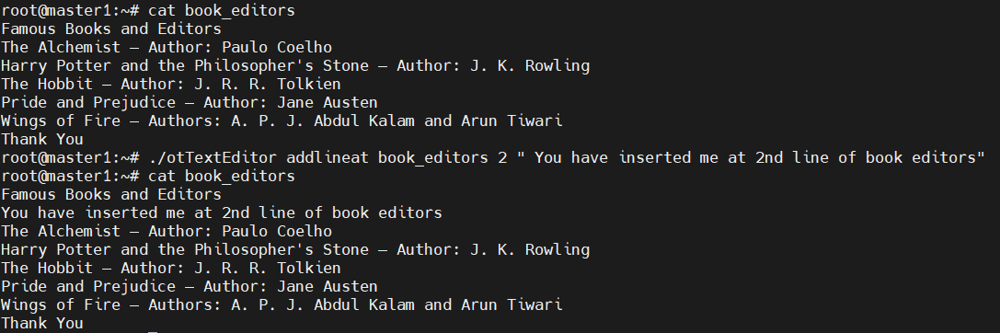 root@master1:~# cat book_editors
Famous Books and Editors
The Alchemist – Author: Paulo Coelho
Harry Potter and the Philosopher's Stone – Author: J. K. Rowling
The Hobbit – Author: J. R. R. Tolkien
Pride and Prejudice – Author: Jane Austen
Wings of Fire – Authors: A. P. J. Abdul Kalam and Arun Tiwari
Thank You
root@master1:~# ./otTextEditor addlineat book_editors 2 " You have inserted me at 2nd line of book editors"
root@master1:~# cat book_editors
Famous Books and Editors
You have inserted me at 2nd line of book editors
The Alchemist – Author: Paulo Coelho
Harry Potter and the Philosopher's Stone – Author: J. K. Rowling
The Hobbit – Author: J. R. R. Tolkien
Pride and Prejudice – Author: Jane Austen
Wings of Fire – Authors: A. P. J. Abdul Kalam and Arun Tiwari
Thank You